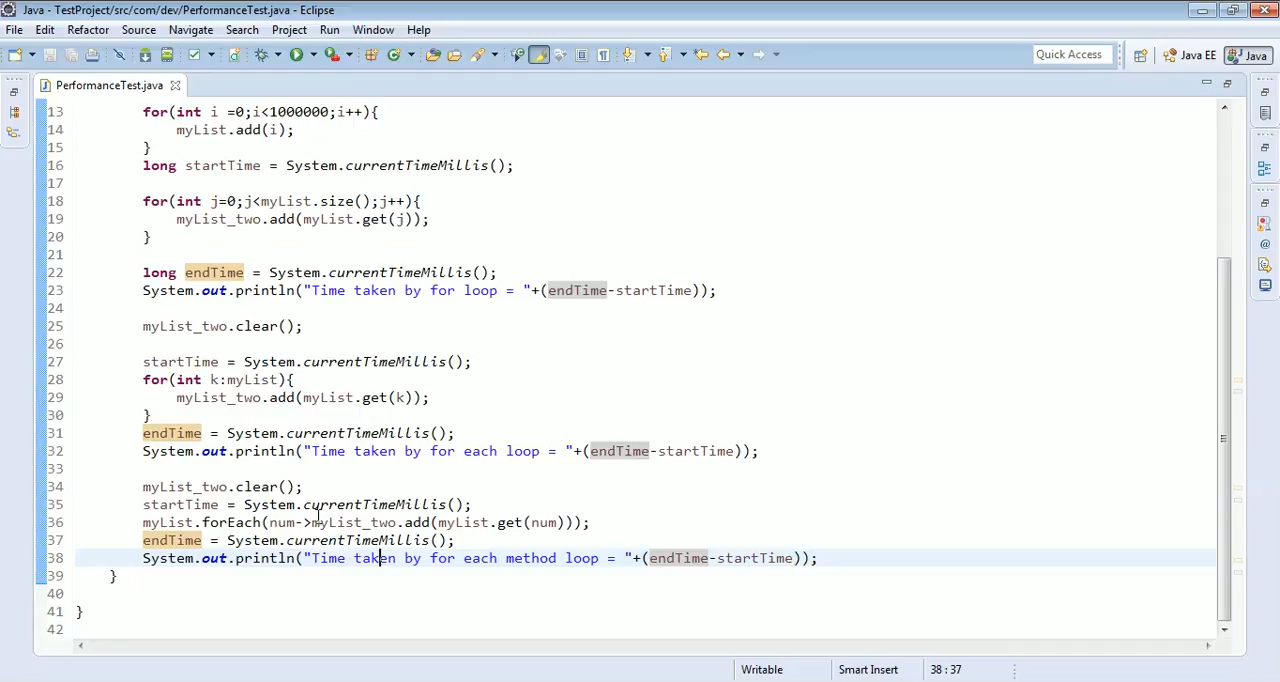 Java - TestProject/src/com/dev/PerformanceTest.java - Eclipse
File Edit Refactor Source Navigate Search Project Run Window Help
Quick Access Java EE Java
PerformanceTest.java
13 for(int i =0;i<1000000;i++){
14 myList.add(i);
15 }
16 long startTime = System.currentTimeMillis();
17
18 for(int j=0;j<myList.size();j++){
19 myList_two.add(myList.get(j));
20 }
21
22 long endTime = System.currentTimeMillis();
23 System.out.println("Time taken by for loop = "+(endTime-startTime));
24
25 myList_two.clear();
26
27 startTime = System.currentTimeMillis();
28 for(int k:myList){
29 myList_two.add(myList.get(k));
30 }
31 endTime = System.currentTimeMillis();
32 System.out.println("Time taken by for each loop = "+(endTime-startTime));
33
34 myList_two.clear();
35 startTime = System.currentTimeMillis();
36 myList.forEach(num->myList_two.add(myList.get(num)));
37 endTime = System.currentTimeMillis();
38 System.out.println("Time taken by for each method loop = "+(endTime-startTime));
39 }
40
41 }
42
Writable Smart Insert 38 : 37